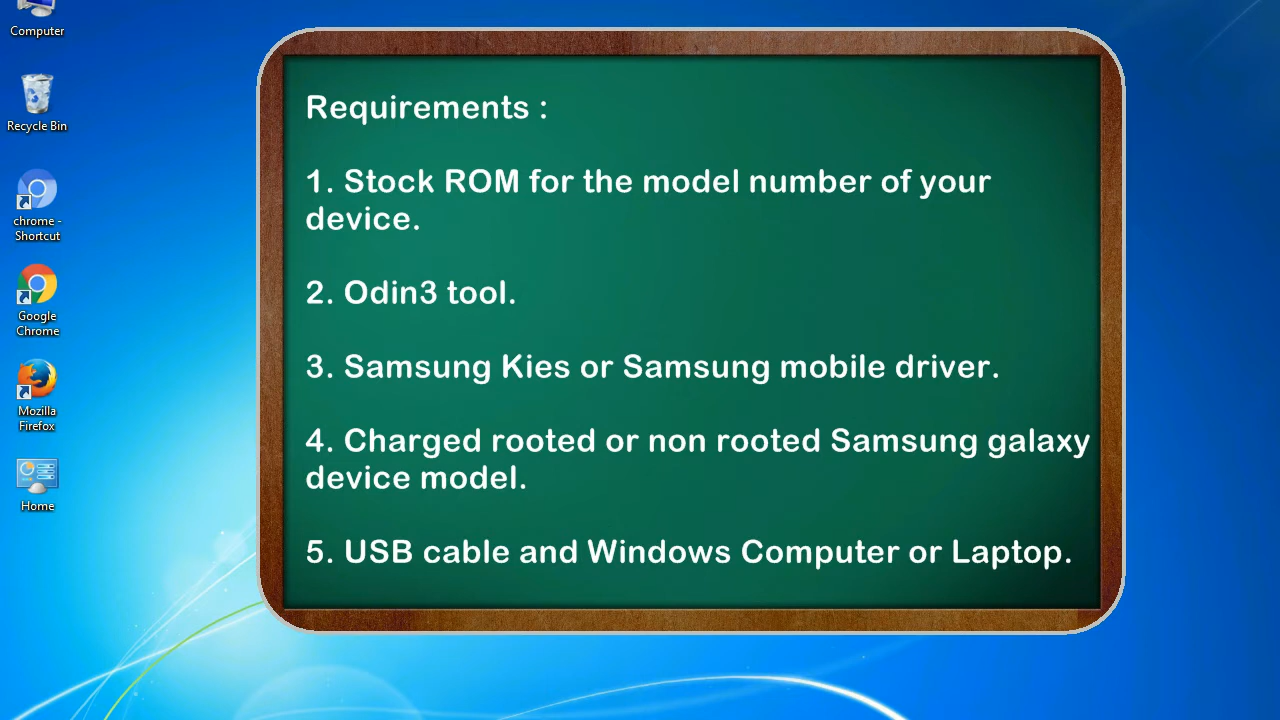 Computer
Recycle Bin
chrome -
Shortcut
Google
Chrome
Mozilla
Firefox
Home
Requirements :
1. Stock ROM for the model number of your
device.
2. Odin3 tool.
3. Samsung Kies or Samsung mobile driver.
4. Charged rooted or non rooted Samsung galaxy
device model.
5. USB cable and Windows Computer or Laptop.